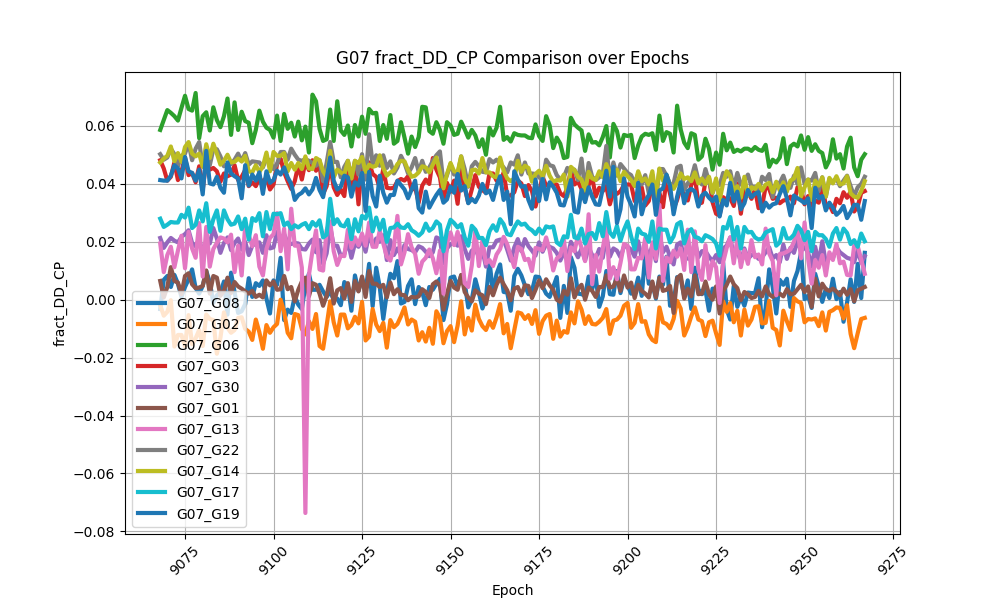 G07 fract_DD_CP Comparison over Epochs
fract_DD_CP
0.06
0.04
0.02
0.00
−0.02
−0.04
−0.06
−0.08
G07_G08
G07_G02
G07_G06
G07_G03
G07_G30
G07_G01
G07_G13
G07_G22
G07_G14
G07_G17
G07_G19
9075
9100
9125
9150
9175
9200
9225
9250
9275
Epoch